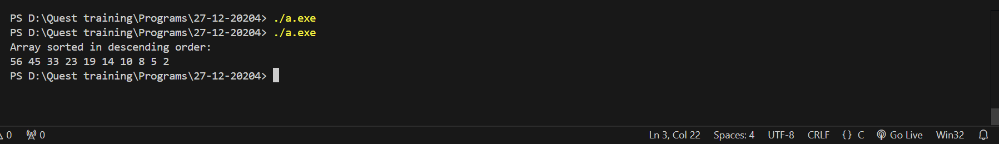 PS D:\Quest training\Programs\27-12-20204> ./a.exe
PS D:\Quest training\Programs\27-12-20204> ./a.exe
Array sorted in descending order:
56 45 33 23 19 14 10 8 5 2
PS D:\Quest training\Programs\27-12-20204>
0 0 Ln 3, Col 22 Spaces: 4 UTF-8 CRLF {} C Go Live Win32